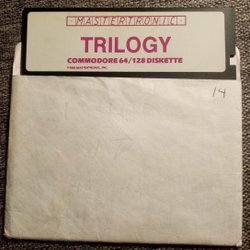 MASTERTRONIC
TRILOGY
COMMODORE 64/128 DISKETTE
14